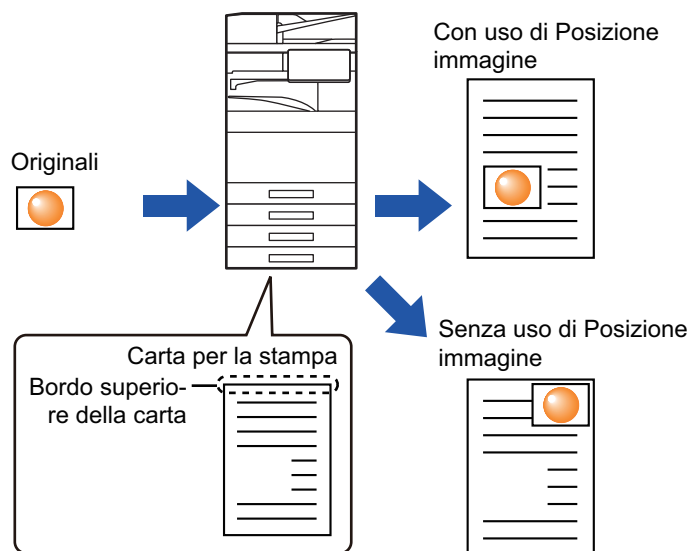 Con uso di Posizione
immagine
Originali
Senza uso di Posizione
immagine
Carta per la stampa
Bordo superio-
re della carta